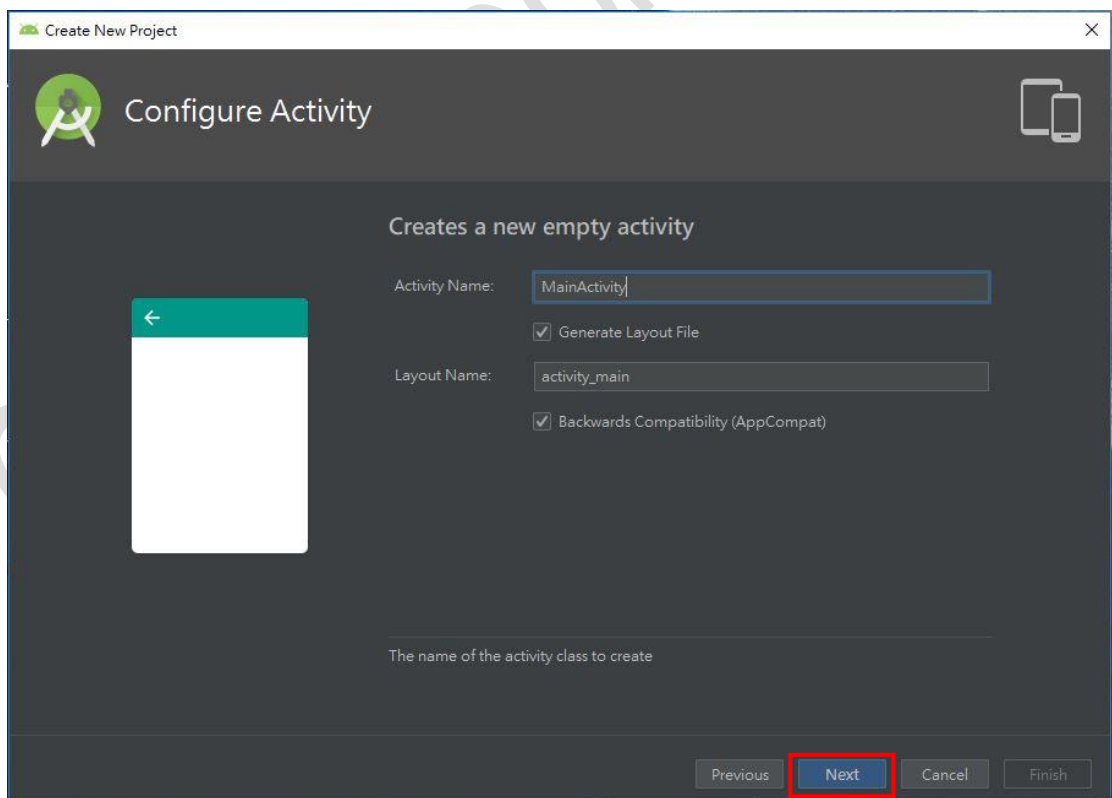 Create New Project
Configure Activity
Creates a new empty activity
Activity Name: MainActivity
Generate Layout File
Layout Name: activity_main
Backwards Compatibility (AppCompat)
The name of the activity class to create
Previous Next Cancel Finish